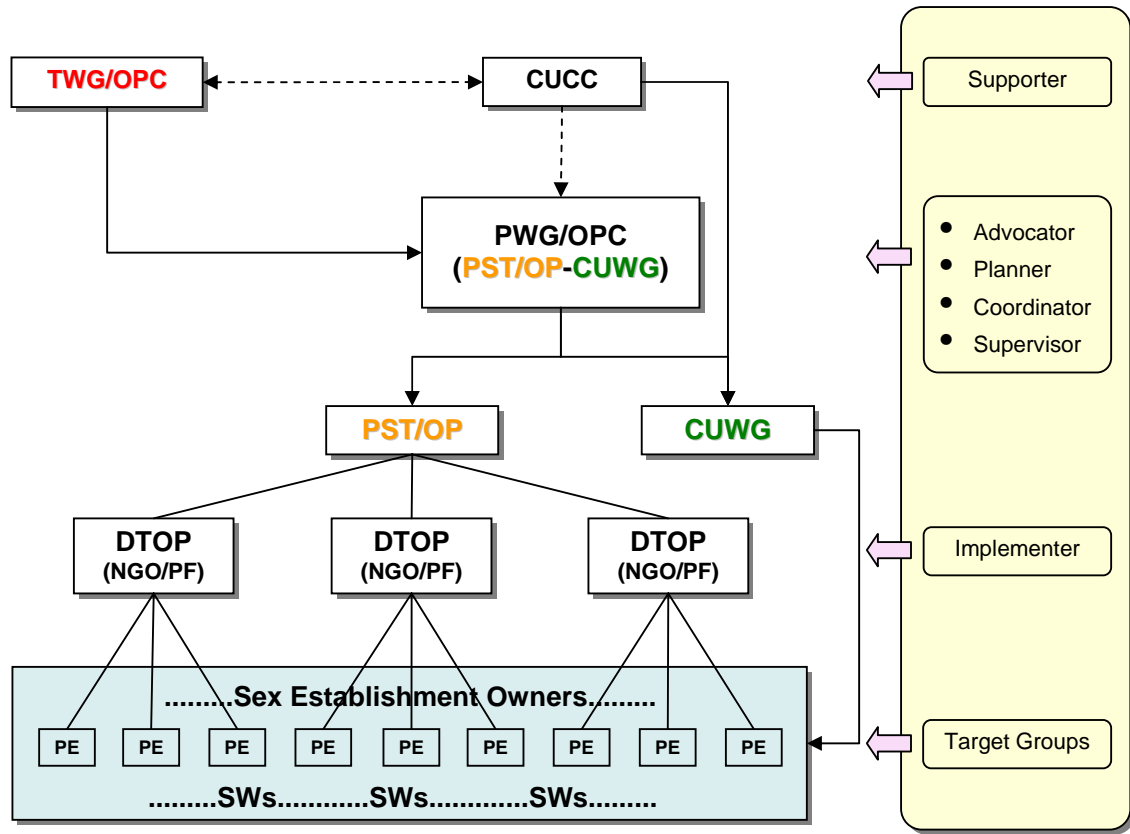 TWG/OPC
CUCC
Supporter
PWG/OPC
(PST/OP-CUWG)
• Advocator
• Planner
• Coordinator
• Supervisor
PST/OP
CUWG
DTOP
(NGO/PF)
DTOP
(NGO/PF)
DTOP
(NGO/PF)
Implementer
.........Sex Establishment Owners.........
PE PE PE PE PE PE PE PE PE
Target Groups
.........SWs............SWs.............SWs.........